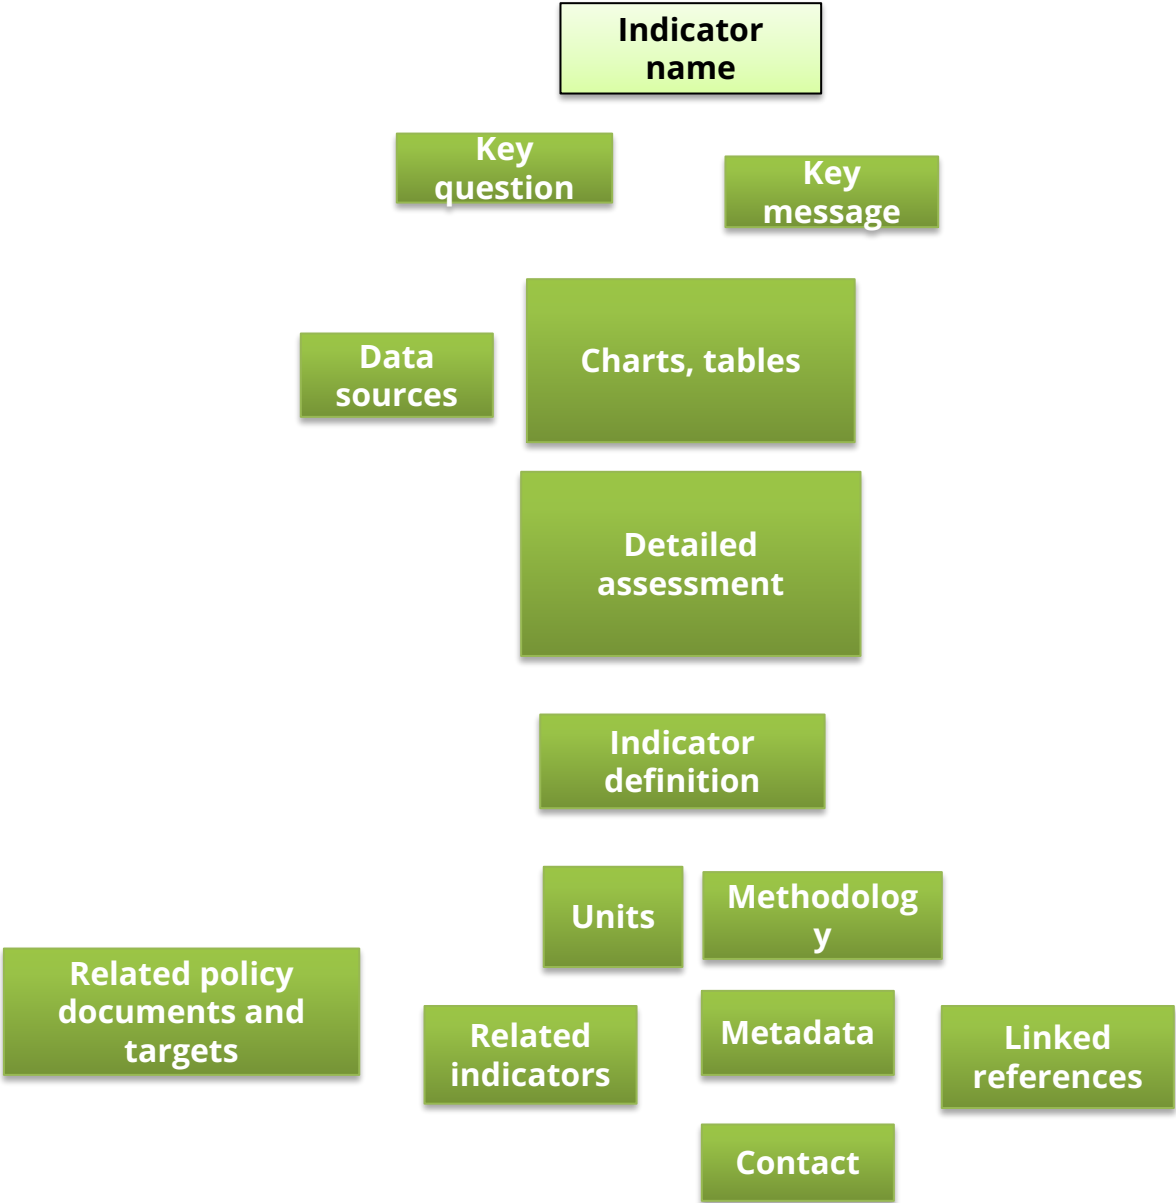 Indicator
name
Key
question
Key
message
Data
sources
Charts, tables
Detailed
assessment
Indicator
definition
Units
Methodolog
y
Related policy
documents and
targets
Related
indicators
Metadata
Linked
references
Contact